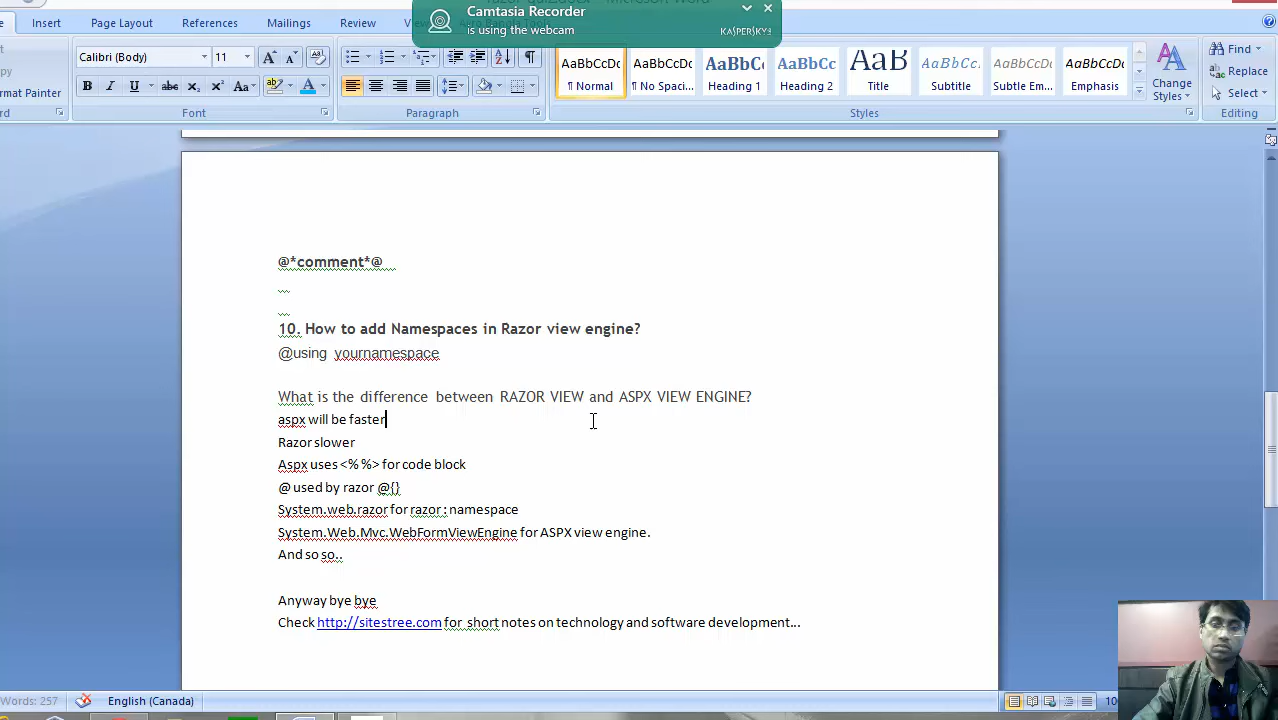 Camtasia Recorder
is using the webcam
KASPERSKY
Insert
Page Layout
References
Mailings
Review
Calibri (Body)
11
Find
Replace
Select
Change
Styles
AaBbCcDc
AaBbCcDc
AaBbCc
AaBbCc
AaB
AaBbCc.
AaBbCcDc
AaBbCcDc
¶ Normal
¶ No Spaci...
Heading 1
Heading 2
Title
Subtitle
Subtle Em...
Emphasis
Format Painter
Font
Paragraph
Styles
Editing
@*comment*@
10. How to add Namespaces in Razor view engine?
@using yournamespace
What is the difference between RAZOR VIEW and ASPX VIEW ENGINE?
aspx will be faster
Razor slower
Aspx uses <% %> for code block
@ used by razor @{}
System.web.razor for razor : namespace
System.Web.Mvc.WebFormViewEngine for ASPX view engine.
And so so..
Anyway bye bye
Check http://sitestree.com for short notes on technology and software development...
Words: 257
English (Canada)